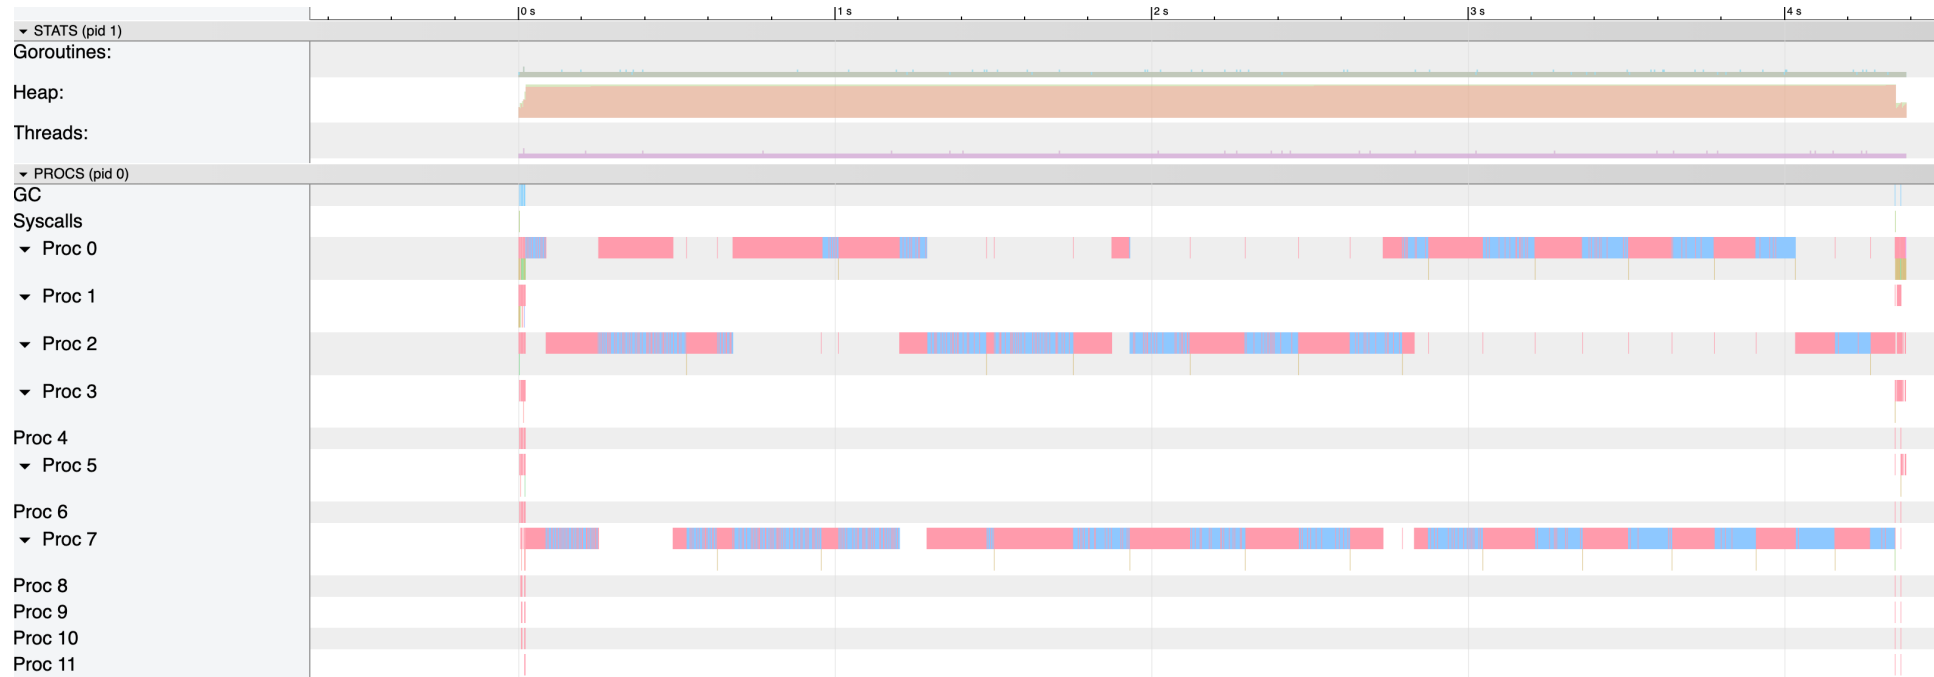 0 s 1 s 2 s 3 s 4 s
STATS (pid 1)
Goroutines:
Heap:
Threads:
PROCS (pid 0)
GC
Syscalls
Proc 0
Proc 1
Proc 2
Proc 3
Proc 4
Proc 5
Proc 6
Proc 7
Proc 8
Proc 9
Proc 10
Proc 11